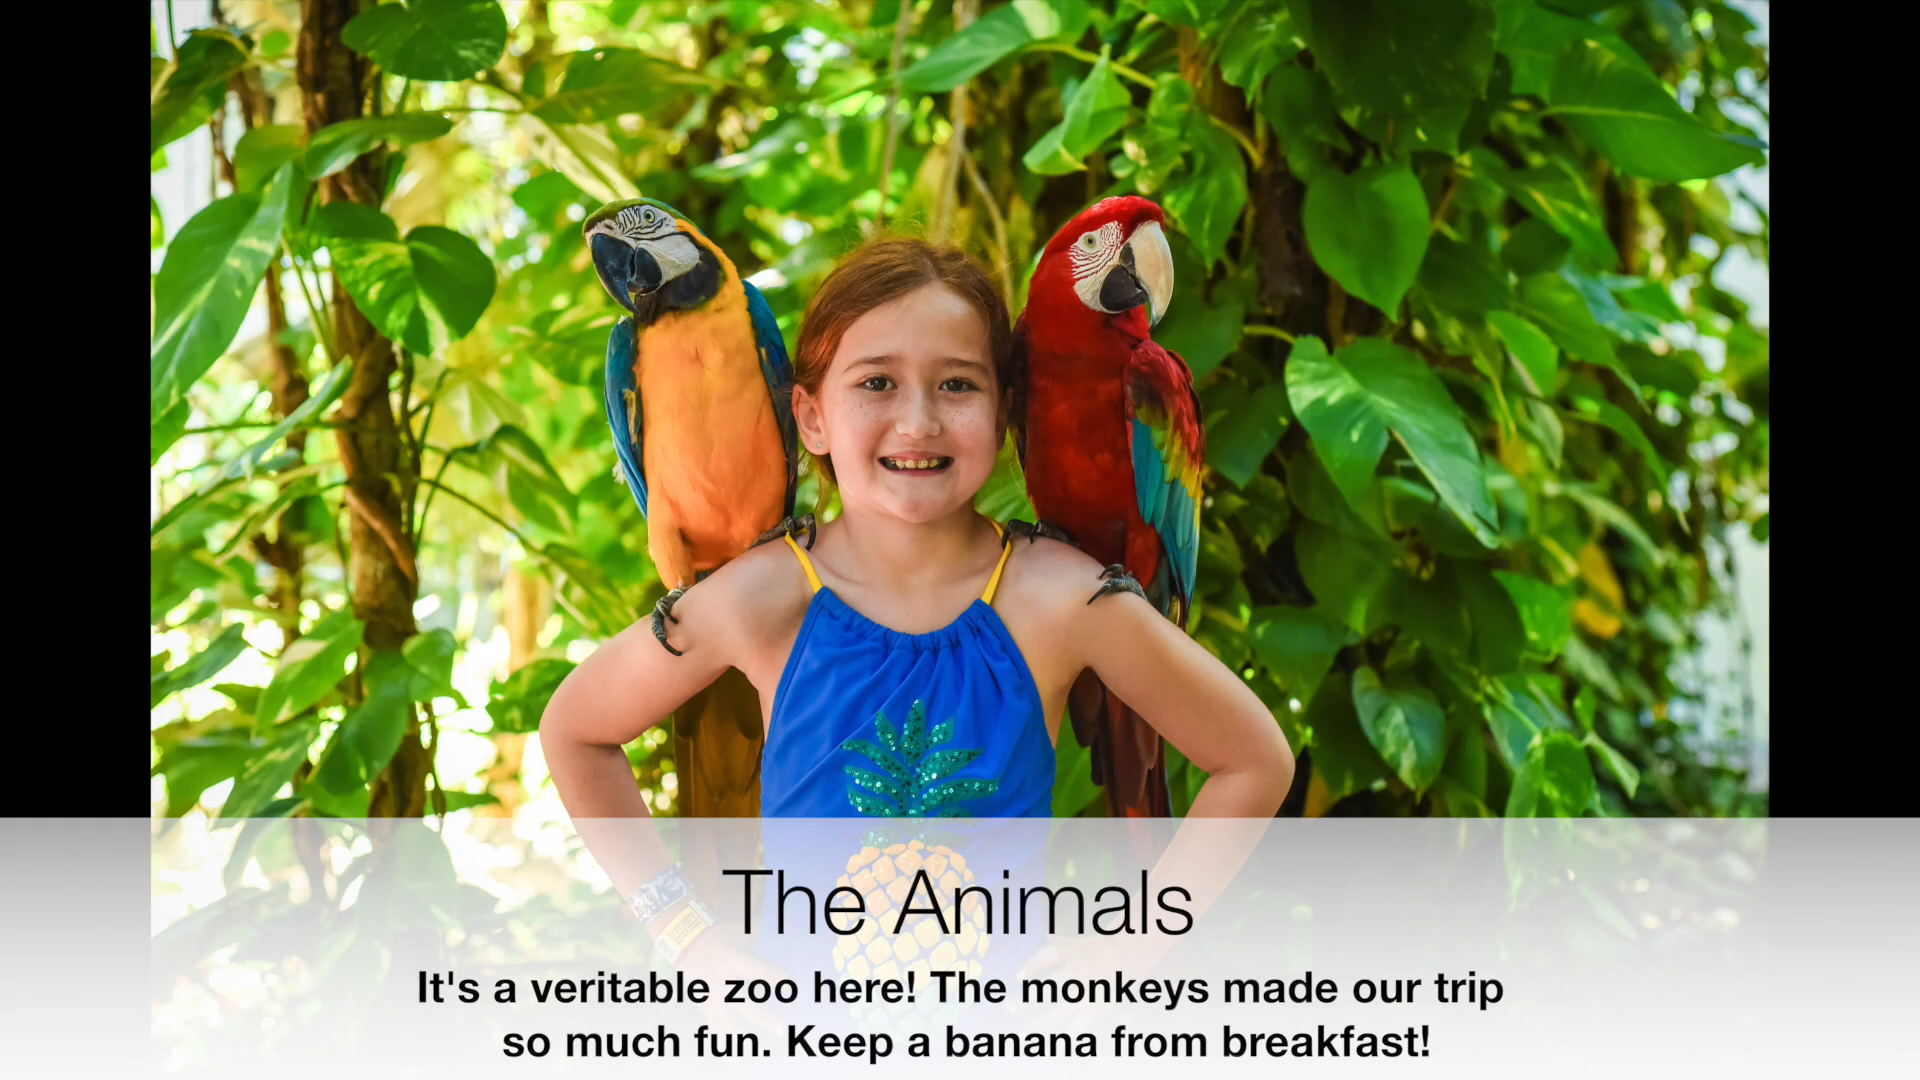 The Animals
It's a veritable zoo here! The monkeys made our trip
so much fun. Keep a banana from breakfast!